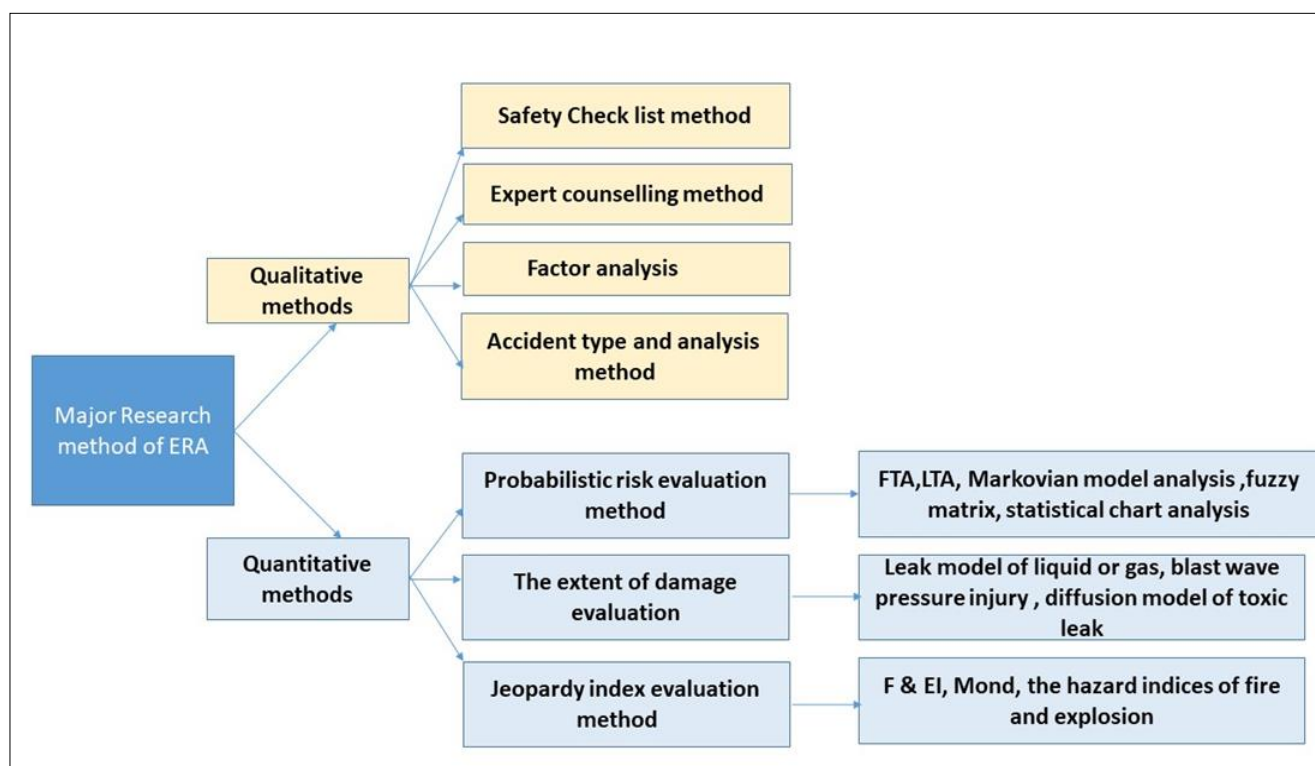 Safety Check list method
Expert counselling method
Factor analysis
Qualitative
methods
Accident type and analysis
method
Major Research
method of ERA
Probabilistic risk evaluation
method
FTA,LTA, Markovian model analysis ,fuzzy
matrix, statistical chart analysis
Quantitative
methods
The extent of damage
evaluation
Leak model of liquid or gas, blast wave
pressure injury , diffusion model of toxic
leak
Jeopardy index evaluation
method
F & EI, Mond, the hazard indices of fire
and explosion